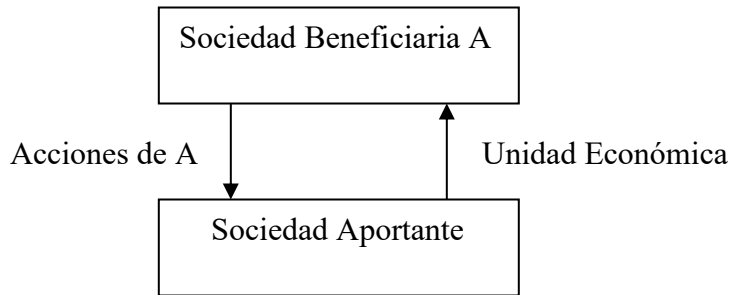 Sociedad Beneficiaria A
Acciones de A
Unidad Económica
Sociedad Aportante